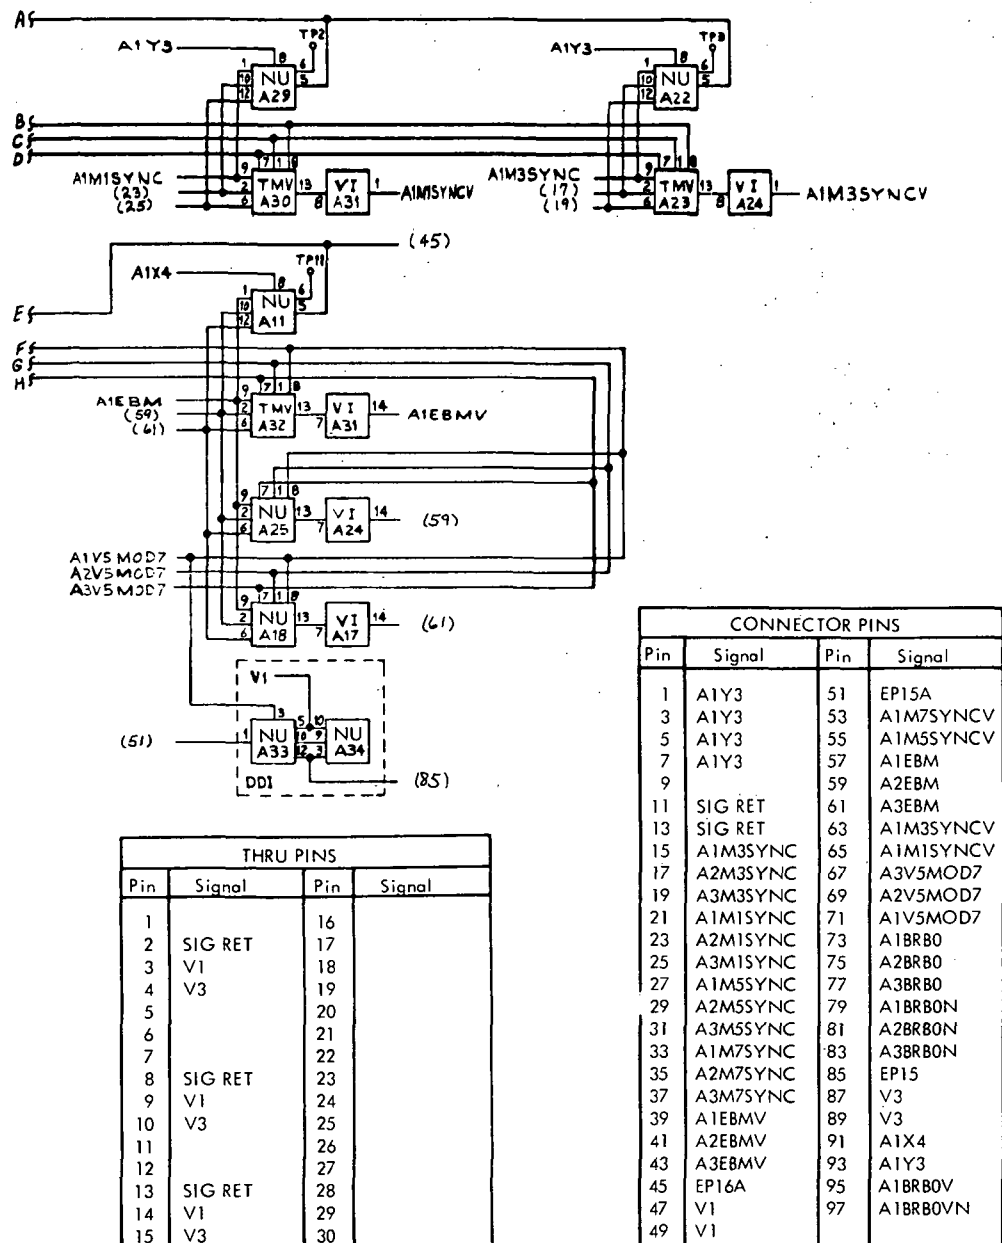 A
A1Y3
TP2
8
1
10
12
NU
A29
6
5
A1Y3
TP3
8
1
10
12
NU
A22
6
5
B
C
D
A1M1SYNC
(23)
(25)
9
2
6
7 1 8
TMV
A30
13
8
VI
A31
1
A1M1SYNCV
A1M3SYNC
(17)
(19)
9
2
6
7 1 8
TMV
A23
13
8
VI
A24
1
A1M3SYNCV
(45)
A1X4
TP11
8
1
10
12
NU
A11
6
5
E
F
G
H
A1EBM
(59)
(61)
9
2
6
7 1 8
TMV
A32
13
7
VI
A31
14
A1EBMV
9
2
6
7 1 8
NU
A25
13
7
VI
A24
14
(59)
A1V5MOD7
A2V5MOD7
A3V5MOD7
9
2
6
7 1 8
NU
A18
13
7
VI
A17
14
(61)
V1
3
(51)
1
NU
A33
5 10
10 9
12 3
NU
A34
DDI
(85)
THRU PINS
Pin Signal Pin Signal
1 16
2 SIG RET 17
3 V1 18
4 V3 19
5 20
6 21
7 22
8 SIG RET 23
9 V1 24
10 V3 25
11 26
12 27
13 SIG RET 28
14 V1 29
15 V3 30
CONNECTOR PINS
Pin Signal Pin Signal
1 A1Y3 51 EP15A
3 A1Y3 53 A1M7SYNCV
5 A1Y3 55 A1M5SYNCV
7 A1Y3 57 A1EBM
9 59 A2EBM
11 SIG RET 61 A3EBM
13 SIG RET 63 A1M3SYNCV
15 A1M3SYNC 65 A1M1SYNCV
17 A2M3SYNC 67 A3V5MOD7
19 A3M3SYNC 69 A2V5MOD7
21 A1M1SYNC 71 A1V5MOD7
23 A2M1SYNC 73 A1BRB0
25 A3M1SYNC 75 A2BRB0
27 A1M5SYNC 77 A3BRB0
29 A2M5SYNC 79 A1BRB0N
31 A3M5SYNC 81 A2BRB0N
33 A1M7SYNC 83 A3BRB0N
35 A2M7SYNC 85 EP15
37 A3M7SYNC 87 V3
39 A1EBMV 89 V3
41 A2EBMV 91 A1X4
43 A3EBMV 93 A1Y3
45 EP16A 95 A1BRB0V
47 V1 97 A1BRB0VN
49 V1